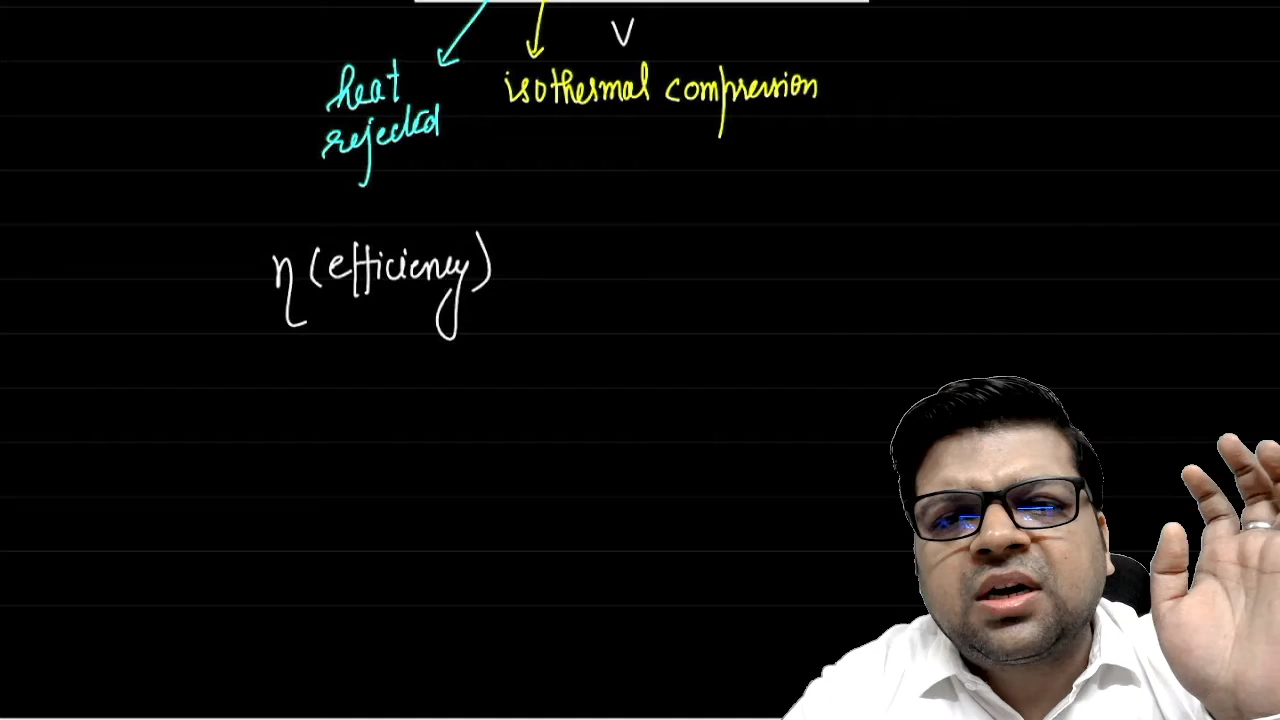 V
heat
rejected
isothermal compression
η (efficiency)